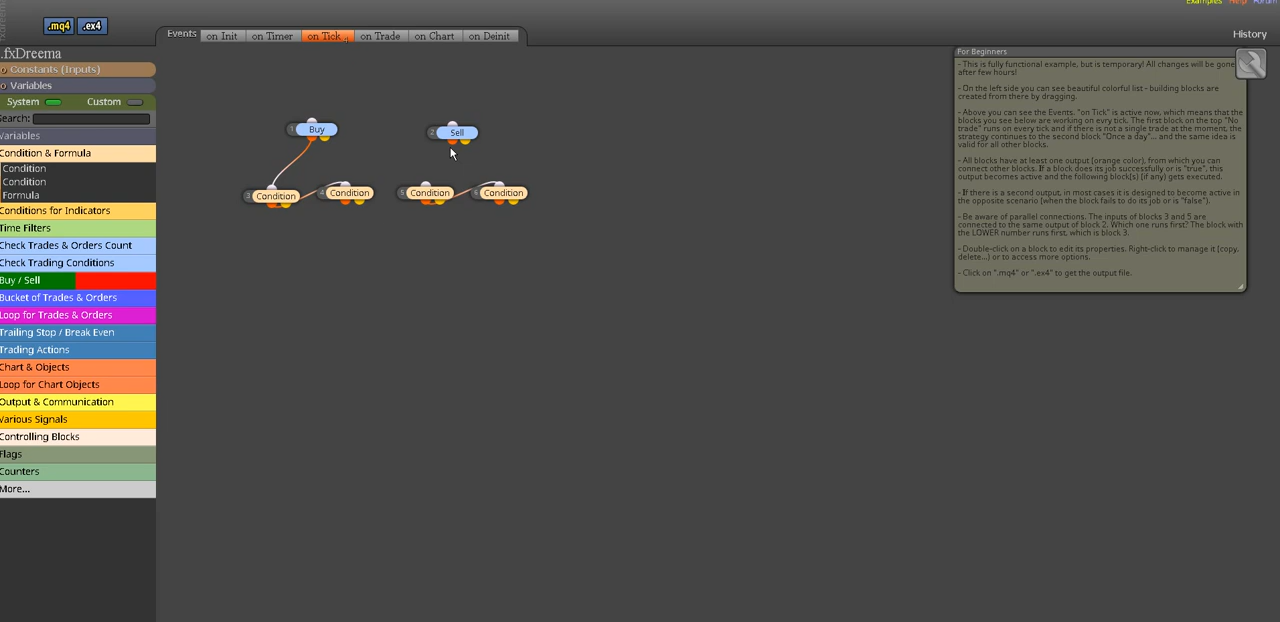 Examples Help Forum
.mq4 .ex4
Events on Init on Timer on Tick on Trade on Chart on Deinit
History
.fxDreema
Constants (Inputs)
Variables
System Custom
Search:
Variables
Condition & Formula
Condition
Condition
Formula
Conditions for Indicators
Time Filters
Check Trades & Orders Count
Check Trading Conditions
Buy / Sell
Bucket of Trades & Orders
Loop for Trades & Orders
Trailing Stop / Break Even
Trading Actions
Chart & Objects
Loop for Chart Objects
Output & Communication
Various Signals
Controlling Blocks
Flags
Counters
More...
1 Buy
2 Sell
3 Condition
4 Condition
5 Condition
6 Condition
For Beginners
- This is fully functional example, but is temporary! All changes will be gone
after few hours!
- On the left side you can see beautiful colorful list - building blocks are
created from there by dragging.
- Above you can see the Events. "on Tick" is active now, which means that the
blocks you see below are working on evry tick. The first block on the top "No
trade" runs on every tick and if there is not a single trade at the moment, the
strategy continues to the second block "Once a day"... and the same idea is
valid for all other blocks.
- All blocks have at least one output (orange color), from which you can
connect other blocks. If a block does its job successfuly or is "true", this
output becomes active and the following block(s) (if any) gets executed.
- If there is a second output, in most cases it is designed to become active in
the opposite scenario (when the block fails to do its job or is "false").
- Be aware of parallel connections. The inputs of blocks 3 and 5 are
connected to the same output of block 2. Which one runs first? The block with
the LOWER number runs first, which is block 3.
- Double-click on a block to edit its properties. Right-click to manage it (copy,
delete...) or to access more options.
- Click on ".mq4" or ".ex4" to get the output file.